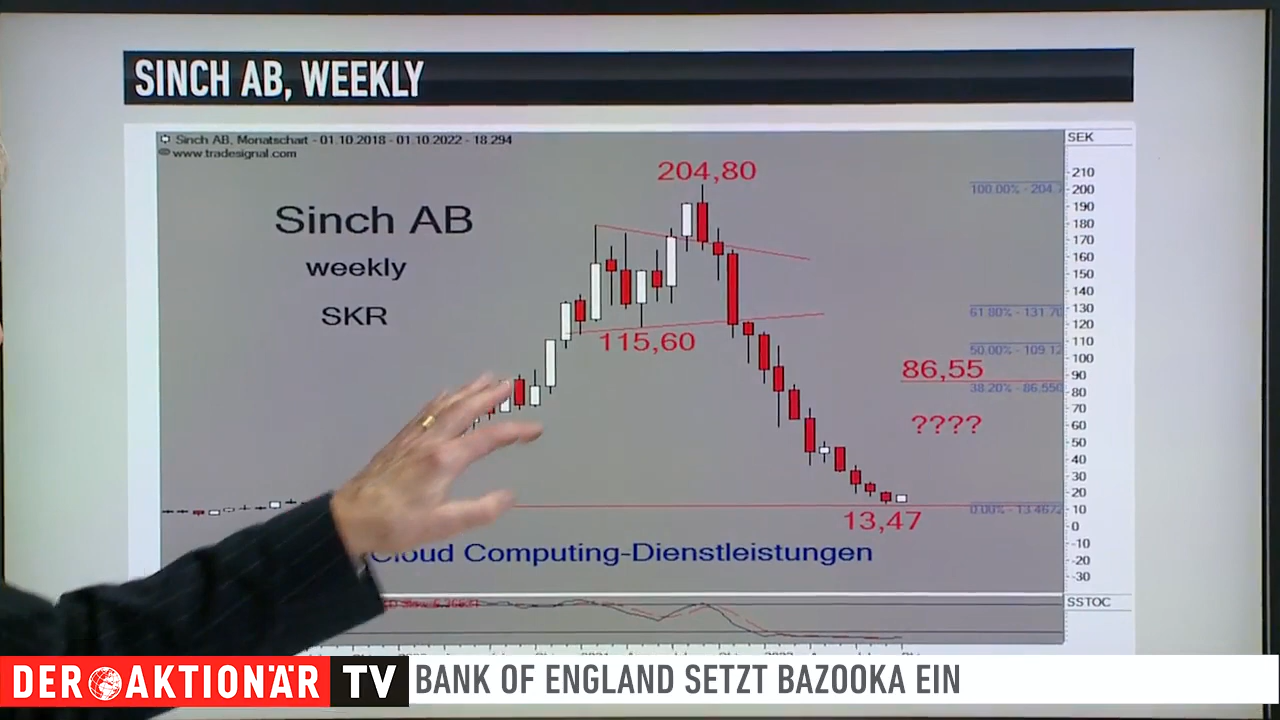 SINCH AB, WEEKLY
Sinch AB, Monatschart - 01.10.2018 - 01.10.2022 - 18.294
© www.tradesignal.com
SEK
204,80
210
100.00% - 204.7
200
190
Sinch AB
180
170
weekly
160
150
140
SKR
130
61.80% - 131.70
120
115,60
110
50.00% - 109.12
100
86,55
90
38.20% - 86.550
80
70
????
60
50
40
30
20
10
0.00% - 13.4672
13,47
0
-10
Cloud Computing-Dienstleistungen
-20
-30
SSTOC
DER AKTIONÄR TV
BANK OF ENGLAND SETZT BAZOOKA EIN